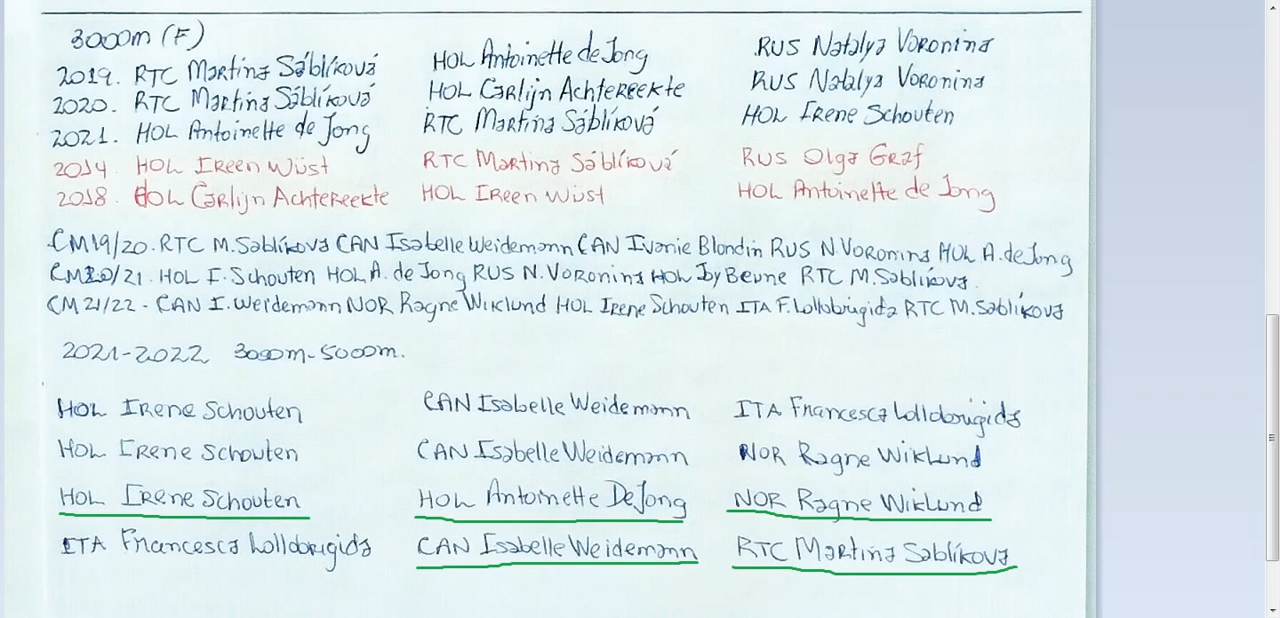 3000m (F)
2019. RTC Martina Sáblíková HOL Antoinette de Jong RUS Natalya Voronina
2020. RTC Martina Sáblíková HOL Carlijn Achtereekte RUS Natalya Voronina
2021. HOL Antoinette de Jong RTC Martina Sáblíková HOL Irene Schouten
2014 HOL Ireen Wüst RTC Martina Sáblíková RUS Olga Graf
2018. HOL Carlijn Achtereekte HOL Ireen Wüst HOL Antoinette de Jong
CM19/20. RTC M. Sablíkova CAN Isabelle Weidemann CAN Ivanie Blondin RUS N. Voronina HOL A. de Jong
CM20/21. HOL I. Schouten HOL A. de Jong RUS N. Voronina HOL Joy Beune RTC M. Sablíkova.
CM 21/22 - CAN I. Weidemann NOR Ragne Wiklund HOL Irene Schouten ITA F. Lollobrigida RTC M. Sablíkova
2021-2022 3000m-5000m.
HOL Irene Schouten CAN Isabelle Weidemann ITA Francesca Lollobrigida
HOL Irene Schouten CAN Isabelle Weidemann NOR Ragne Wiklund
HOL Irene Schouten HOL Antoinette De Jong NOR Ragne Wiklund
ITA Francesca Lollobrigida CAN Isabelle Weidemann RTC Martina Sablíkova